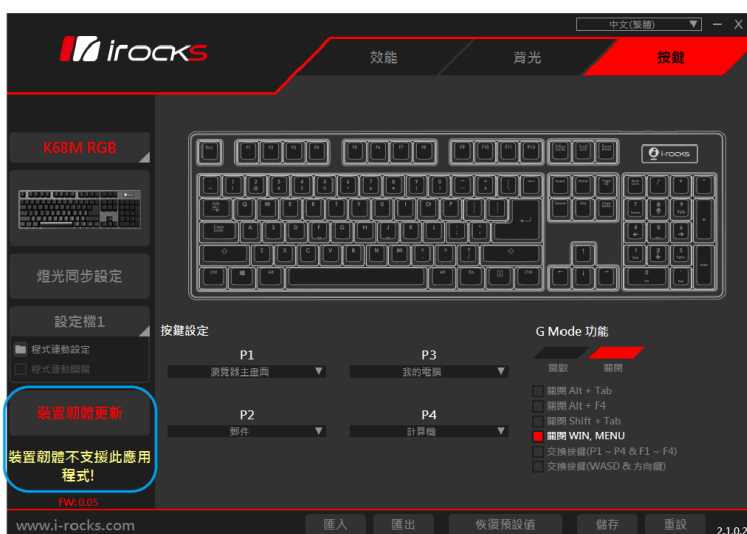 中文(繁體)
irocks
效能
背光
按鍵
K68M RGB
燈光同步設定
設定檔1
程式連動設定
程式連動開關
裝置韌體更新
裝置韌體不支援此應用
程式!
FW: 0.05
i-rocks
按鍵設定
P1
瀏覽器主畫面
P3
我的電腦
P2
郵件
P4
計算機
G Mode 功能
開啟 關閉
關閉 Alt + Tab
關閉 Alt + F4
關閉 Shift + Tab
關閉 WIN, MENU
交換按鍵(P1 ~ P4 & F1 ~ F4)
交換按鍵(WASD & 方向鍵)
www.i-rocks.com
匯入
匯出
恢復預設值
儲存
重設
2.1.0.2